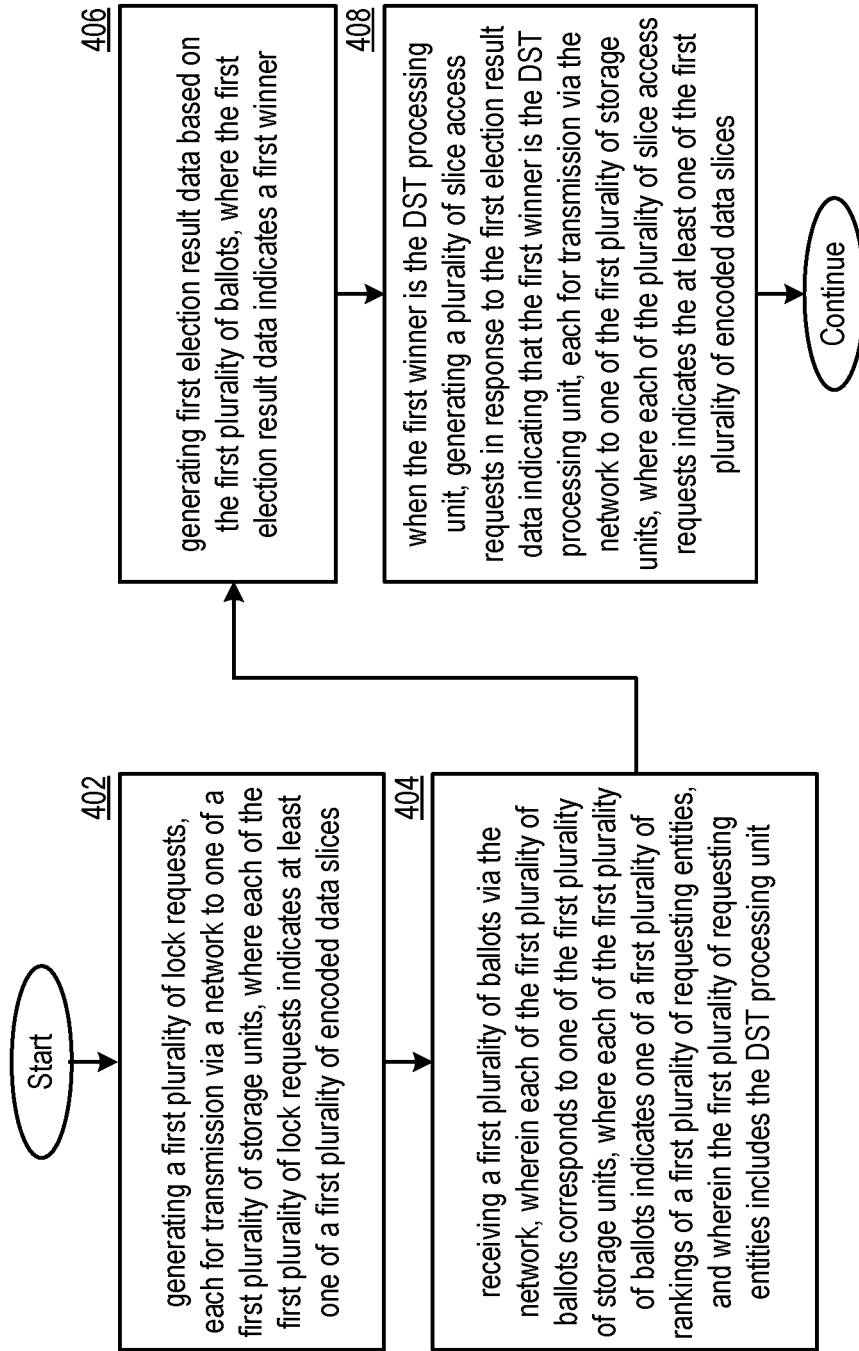 Start
402
generating a first plurality of lock requests,
each for transmission via a network to one of a
first plurality of storage units, where each of the
first plurality of lock requests indicates at least
one of a first plurality of encoded data slices
404
receiving a first plurality of ballots via the
network, wherein each of the first plurality of
ballots corresponds to one of the first plurality
of storage units, where each of the first plurality
of ballots indicates one of a first plurality of
rankings of a first plurality of requesting entities,
and wherein the first plurality of requesting
entities includes the DST processing unit
406
generating first election result data based on
the first plurality of ballots, where the first
election result data indicates a first winner
408
when the first winner is the DST processing
unit, generating a plurality of slice access
requests in response to the first election result
data indicating that the first winner is the DST
processing unit, each for transmission via the
network to one of the first plurality of storage
units, where each of the plurality of slice access
requests indicates the at least one of the first
plurality of encoded data slices
Continue